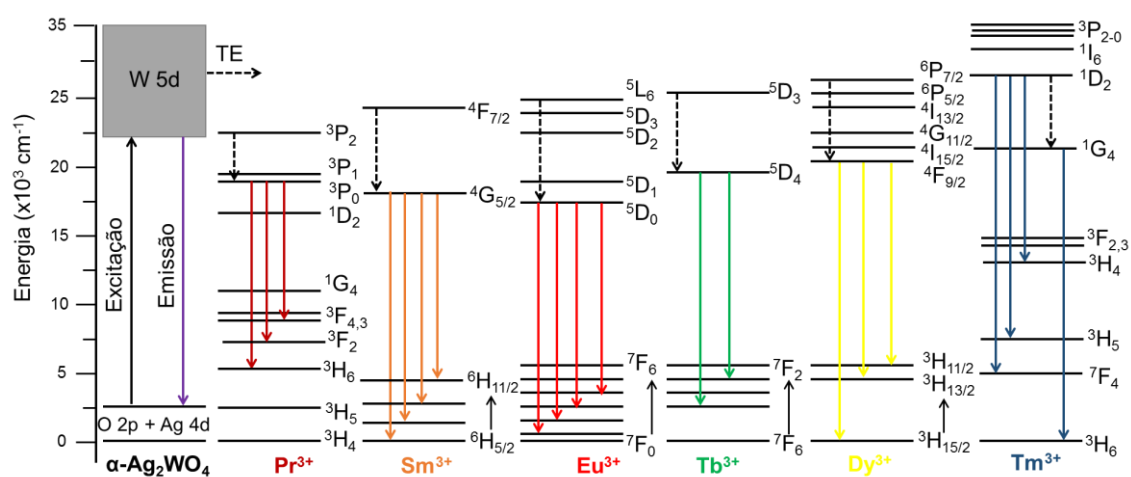 Energia (x10³ cm⁻¹)
35
25
20
15
10
5
0
W 5d
TE
Excitação
Emissão
O 2p + Ag 4d
α-Ag₂WO₄
³P₂
³P₁
³P₀
¹D₂
¹G₄
³F₄,₃
³F₂
³H₆
³H₅
³H₄
Pr³⁺
⁴F₇/₂
⁴G₅/₂
⁶H₁₁/₂
⁶H₅/₂
Sm³⁺
⁵L₆
⁵D₃
⁵D₂
⁵D₁
⁵D₀
⁷F₆
⁷F₀
Eu³⁺
⁵D₃
⁵D₄
⁷F₂
⁷F₆
Tb³⁺
⁶P₇/₂
⁶P₅/₂
⁴I₁₃/₂
⁴G₁₁/₂
⁴I₁₅/₂
⁴F₉/₂
³H₁₁/₂
³H₁₃/₂
³H₁₅/₂
Dy³⁺
³P₂₋₀
¹I₆
¹D₂
¹G₄
³F₂,₃
³H₄
³H₅
⁷F₄
³H₆
Tm³⁺